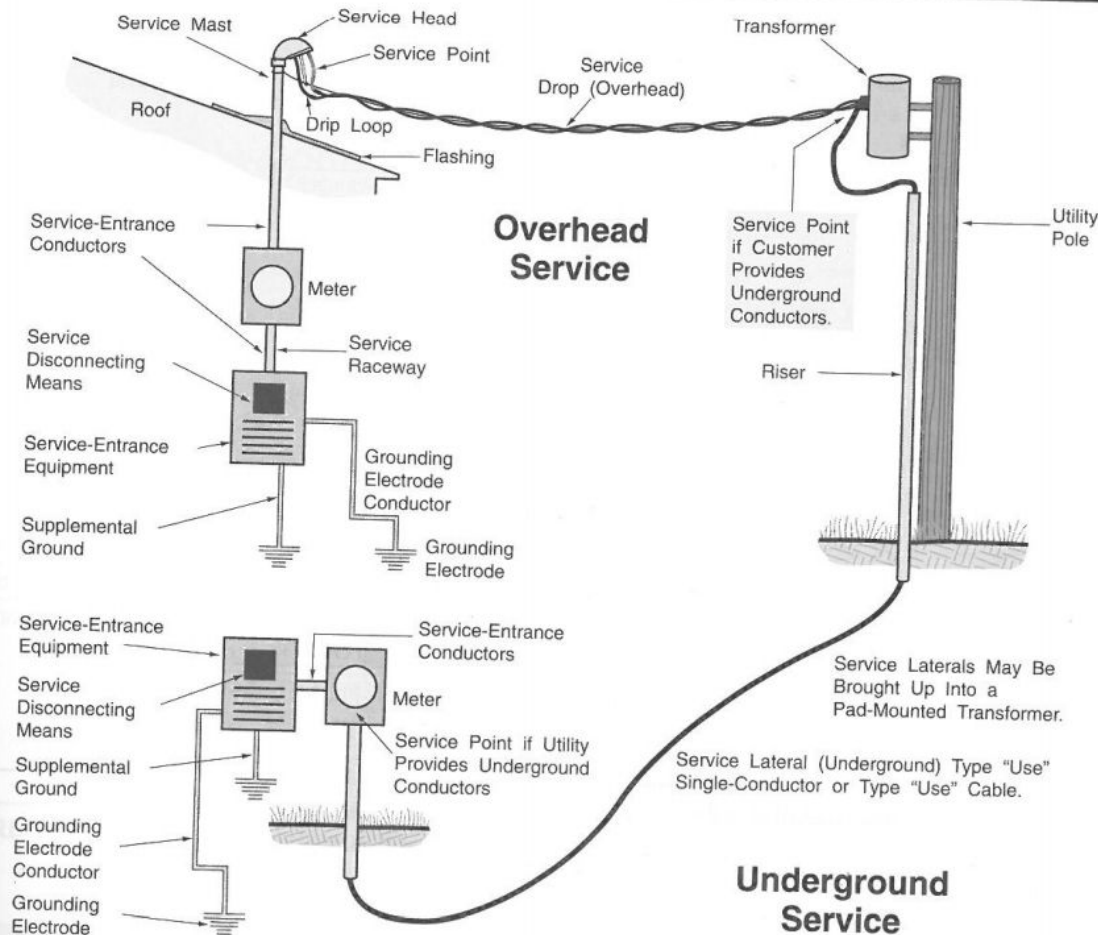 Service Mast
Service Head
Service Point
Service
Drop (Overhead)
Transformer
Roof
Drip Loop
Flashing
Service-Entrance
Conductors
Overhead
Service
Service Point
if Customer
Provides
Underground
Conductors.
Utility
Pole
Meter
Service
Disconnecting
Means
Service
Raceway
Riser
Service-Entrance
Equipment
Grounding
Electrode
Conductor
Supplemental
Ground
Grounding
Electrode
Service-Entrance
Equipment
Service-Entrance
Conductors
Service
Disconnecting
Means
Meter
Service Laterals May Be
Brought Up Into a
Pad-Mounted Transformer.
Supplemental
Ground
Service Point if Utility
Provides Underground
Conductors
Service Lateral (Underground) Type “Use”
Single-Conductor or Type “Use” Cable.
Grounding
Electrode
Conductor
Grounding
Electrode
Underground
Service